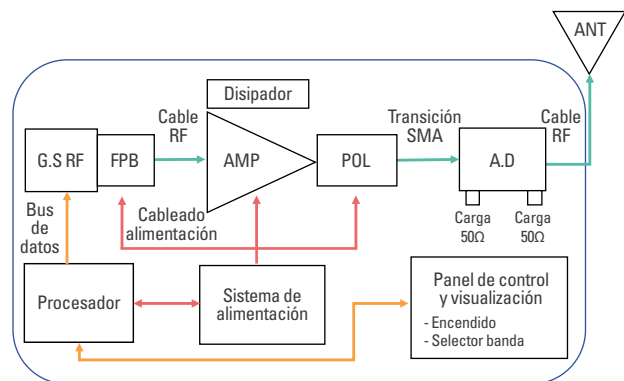 ANT
Disipador
Cable
RF
Transición
SMA
Cable
RF
G.S RF
FPB
AMP
POL
A.D
Carga
50Ω
Carga
50Ω
Bus
de
datos
Cableado
alimentación
Procesador
Sistema de
alimentación
Panel de control
y visualización
- Encendido
- Selector banda